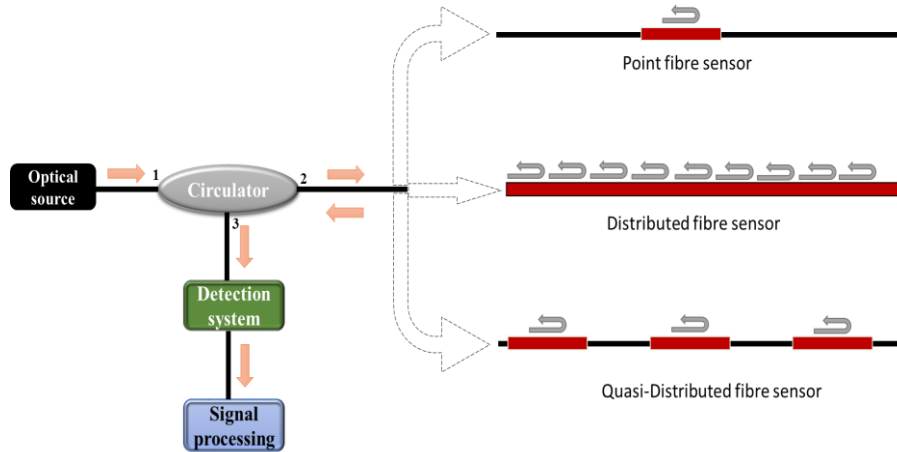 Point fibre sensor
Optical
source
1
Circulator
2
3
Distributed fibre sensor
Detection
system
Quasi-Distributed fibre sensor
Signal
processing